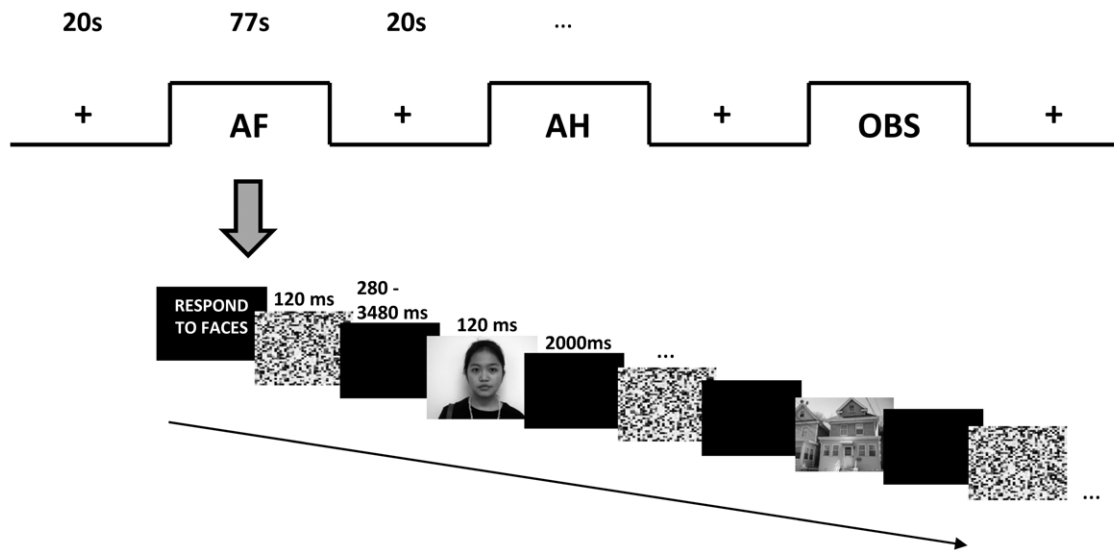 20s 77s 20s ...
+ AF + AH + OBS +
RESPOND
TO FACES
120 ms
280 -
3480 ms
120 ms
2000ms
...
...